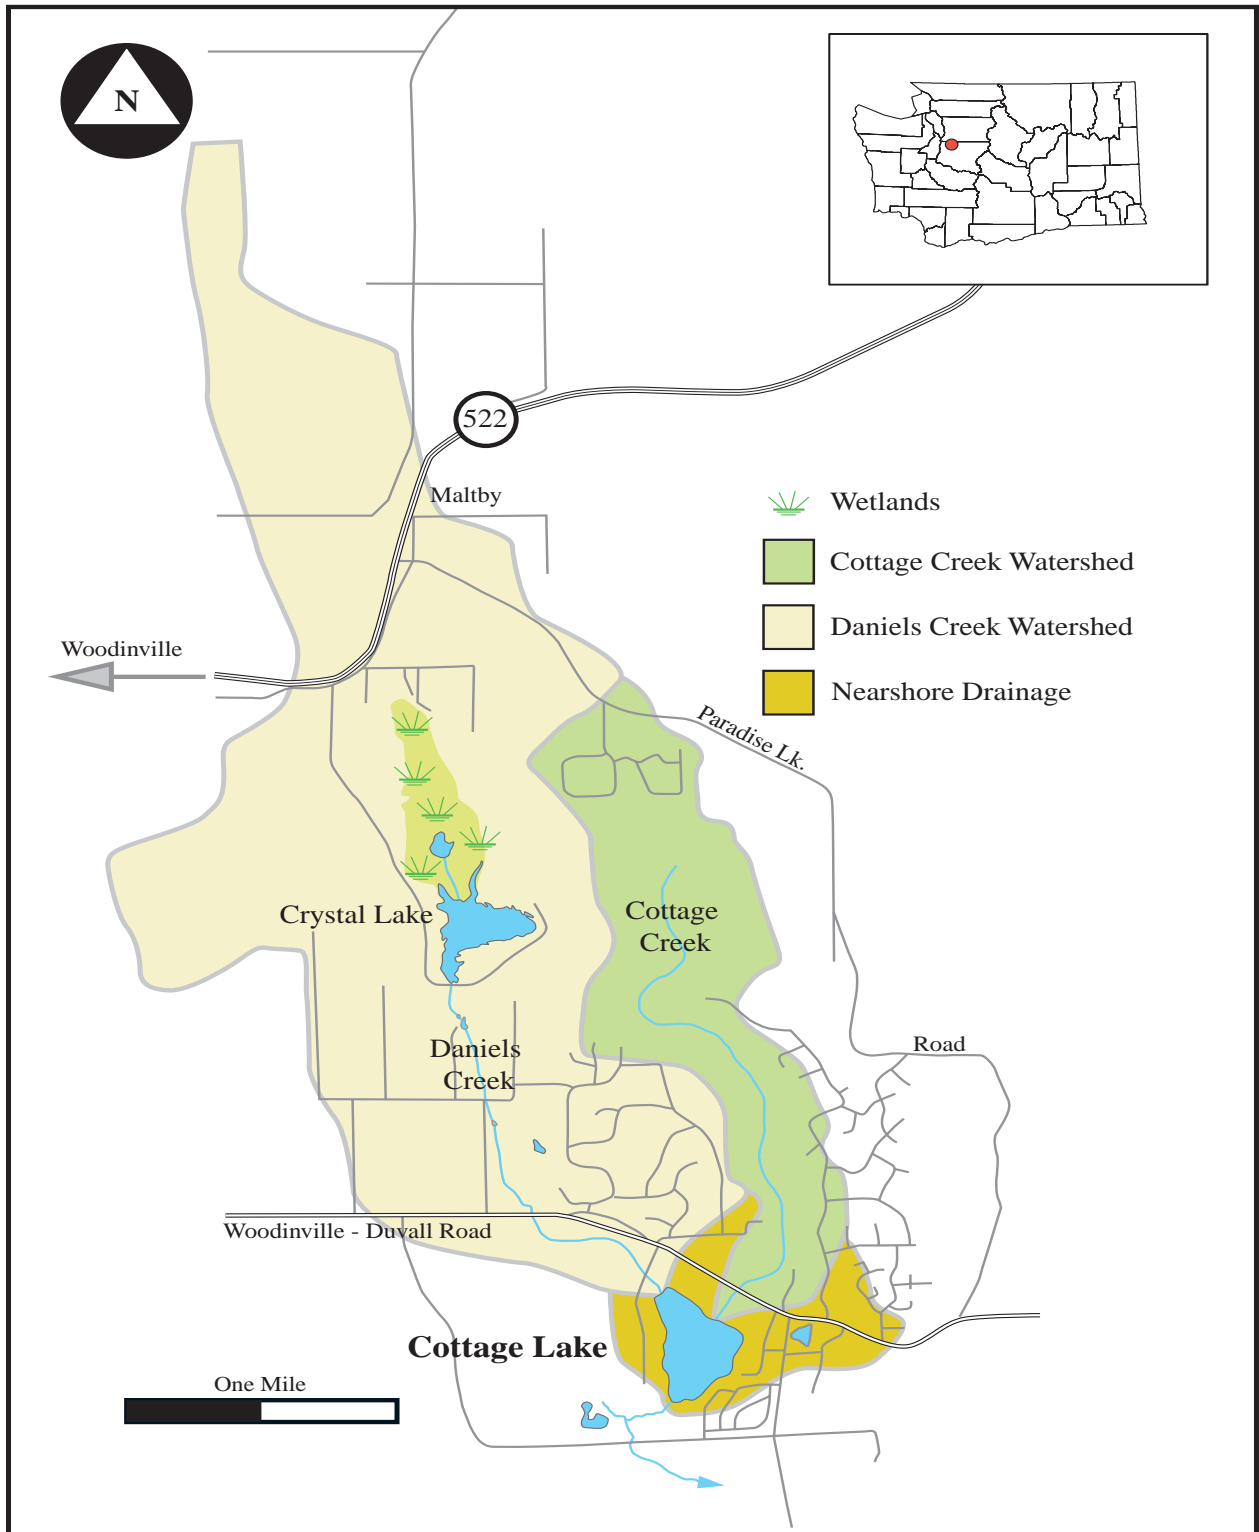 N
522
Maltby
Wetlands
Cottage Creek Watershed
Daniels Creek Watershed
Nearshore Drainage
Woodinville
Paradise Lk.
Crystal Lake
Cottage
Creek
Daniels
Creek
Road
Woodinville - Duvall Road
Cottage Lake
One Mile